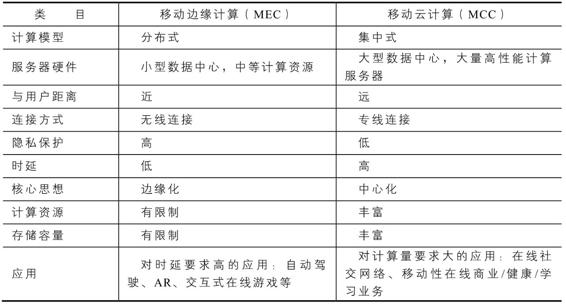 类 目 移动边缘计算（MEC） 移动云计算（MCC）
计算模型 分布式 集中式
服务器硬件 小型数据中心，中等计算资源 大型数据中心，大量高性能计算
服务器
与用户距离 近 远
连接方式 无线连接 专线连接
隐私保护 高 低
时延 低 高
核心思想 边缘化 中心化
计算资源 有限制 丰富
存储容量 有限制 丰富
应用 对时延要求高的应用：自动驾 对计算量要求大的应用：在线社
驶、AR、交互式在线游戏等 交网络、移动性在线商业/健康/学
习业务